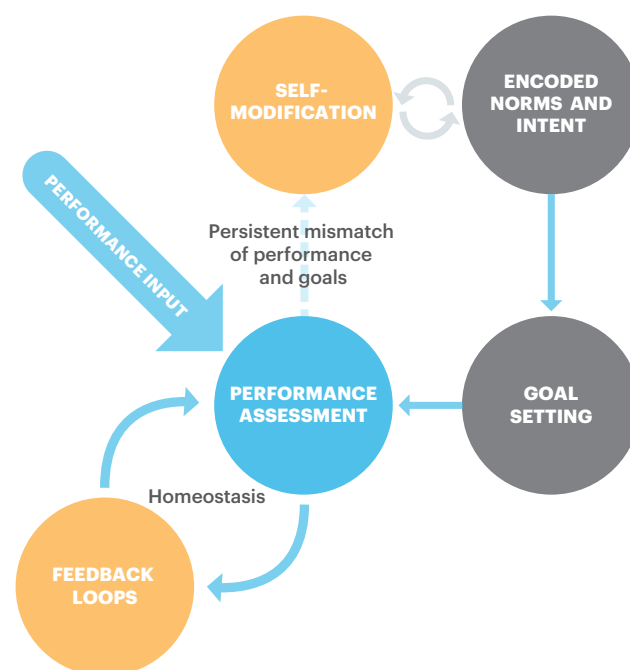 SELF-
MODIFICATION
ENCODED
NORMS AND
INTENT
PERFORMANCE INPUT
Persistent mismatch
of performance
and goals
PERFORMANCE
ASSESSMENT
GOAL
SETTING
Homeostasis
FEEDBACK
LOOPS